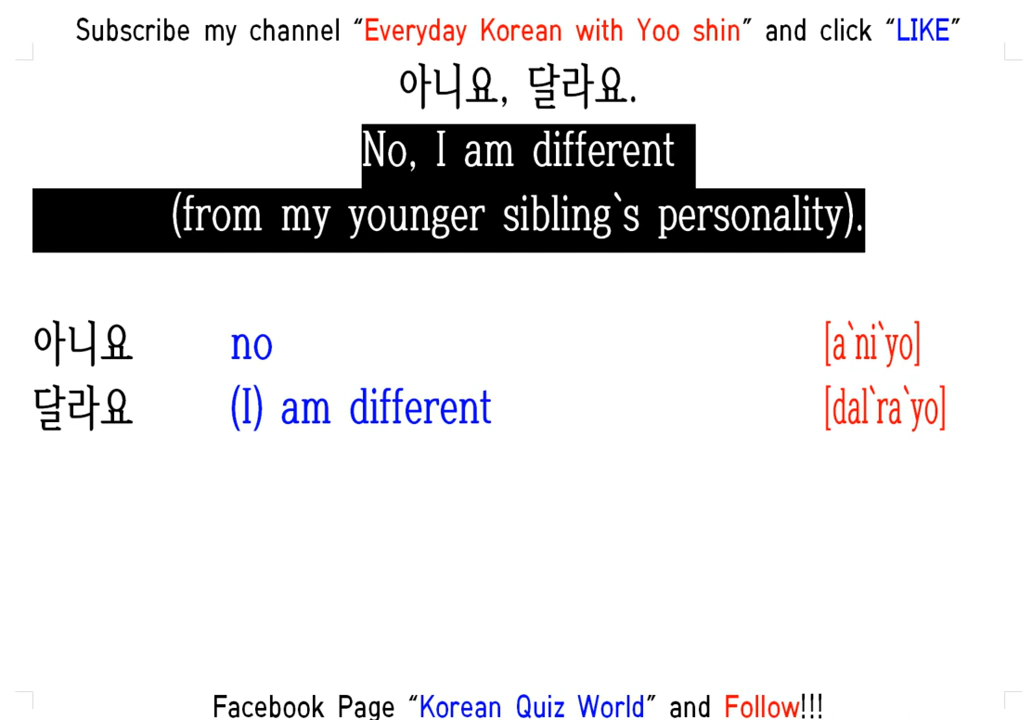 Subscribe my channel “Everyday Korean with Yoo shin” and click “LIKE”
아니요, 달라요.
No, I am different
(from my younger sibling`s personality).
아니요 no [a`ni`yo]
달라요 (I) am different [dal`ra`yo]
Facebook Page “Korean Quiz World” and Follow!!!